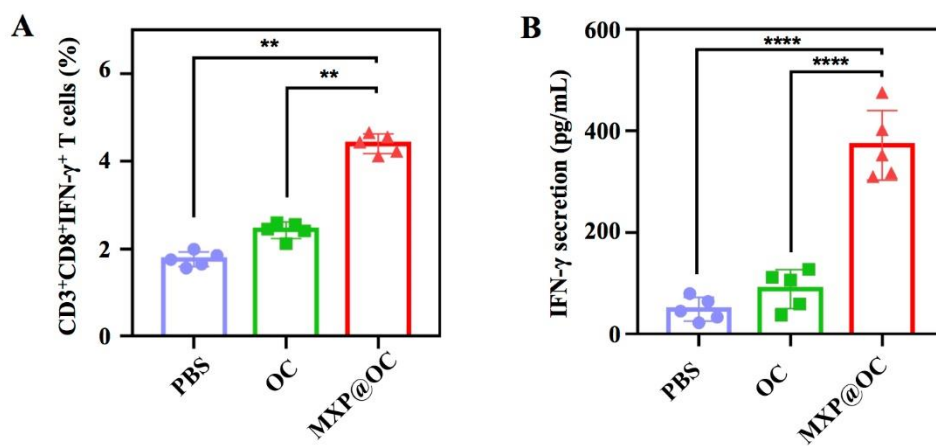 A
CD3⁺CD8⁺IFN-γ⁺ T cells (%)
6
4
2
0
**
**
PBS
OC
MXP@OC
B
IFN-γ secretion (pg/mL)
600
400
200
0
****
****
PBS
OC
MXP@OC